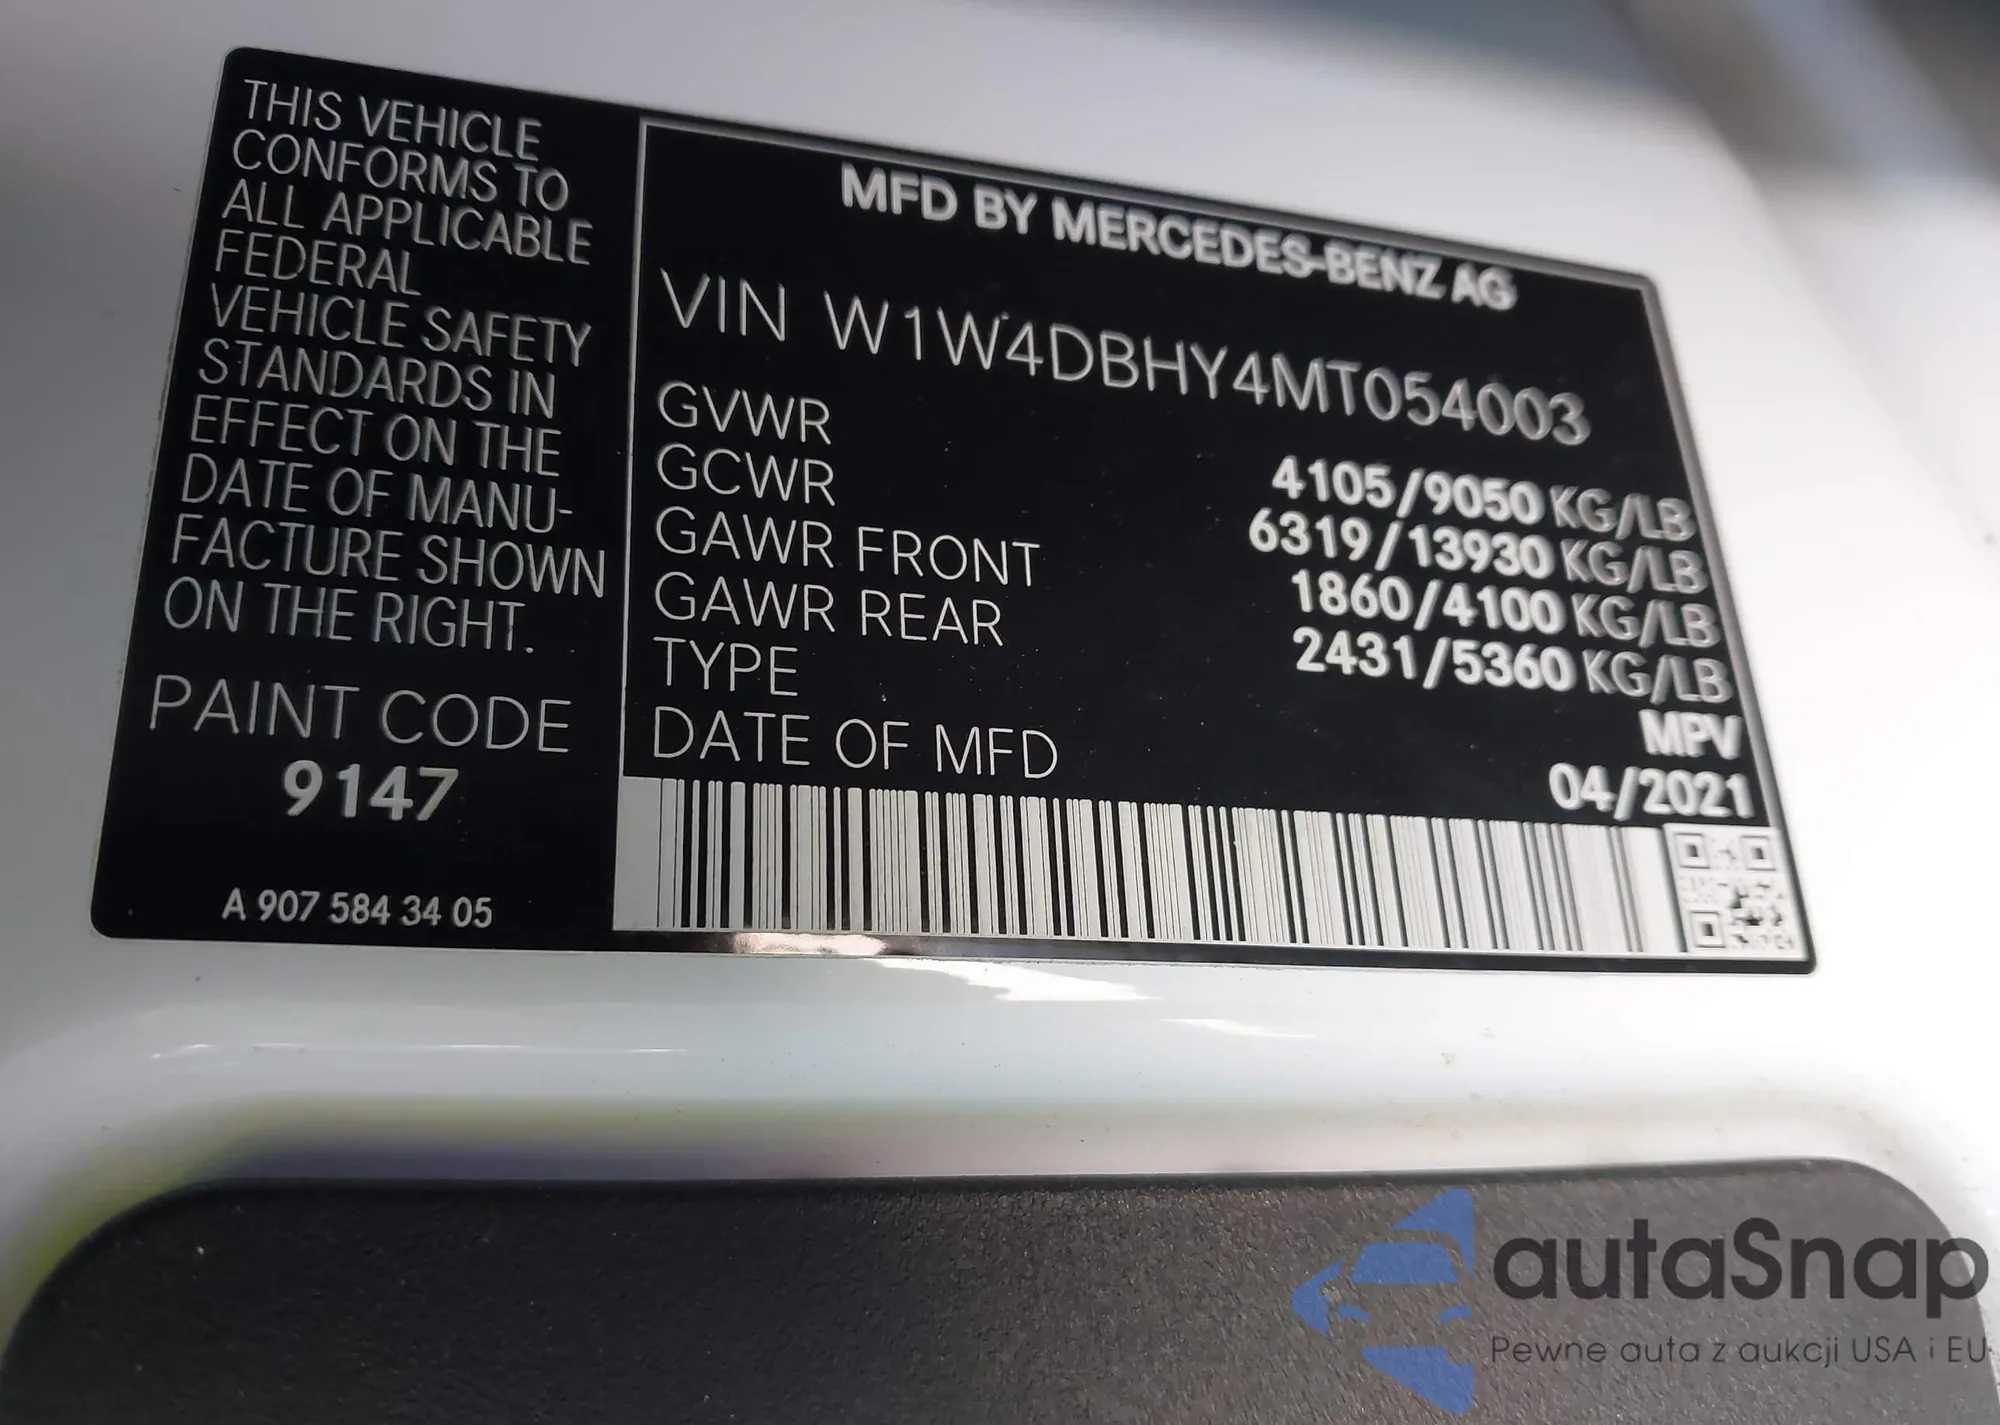 THIS VEHICLE
CONFORMS TO
ALL APPLICABLE
FEDERAL
VEHICLE SAFETY
STANDARDS IN
EFFECT ON THE
DATE OF MANU-
FACTURE SHOWN
ON THE RIGHT.
PAINT CODE
9147
A 907 584 34 05
MFD BY MERCEDES-BENZ AG
VIN W1W4DBHY4MT054003
GVWR 4105/9050 KG/LB
GCWR 6319/13930 KG/LB
GAWR FRONT 1860/4100 KG/LB
GAWR REAR 2431/5360 KG/LB
TYPE MPV
DATE OF MFD 04/2021
autaSnap
Pewne auta z aukcji USA i EU